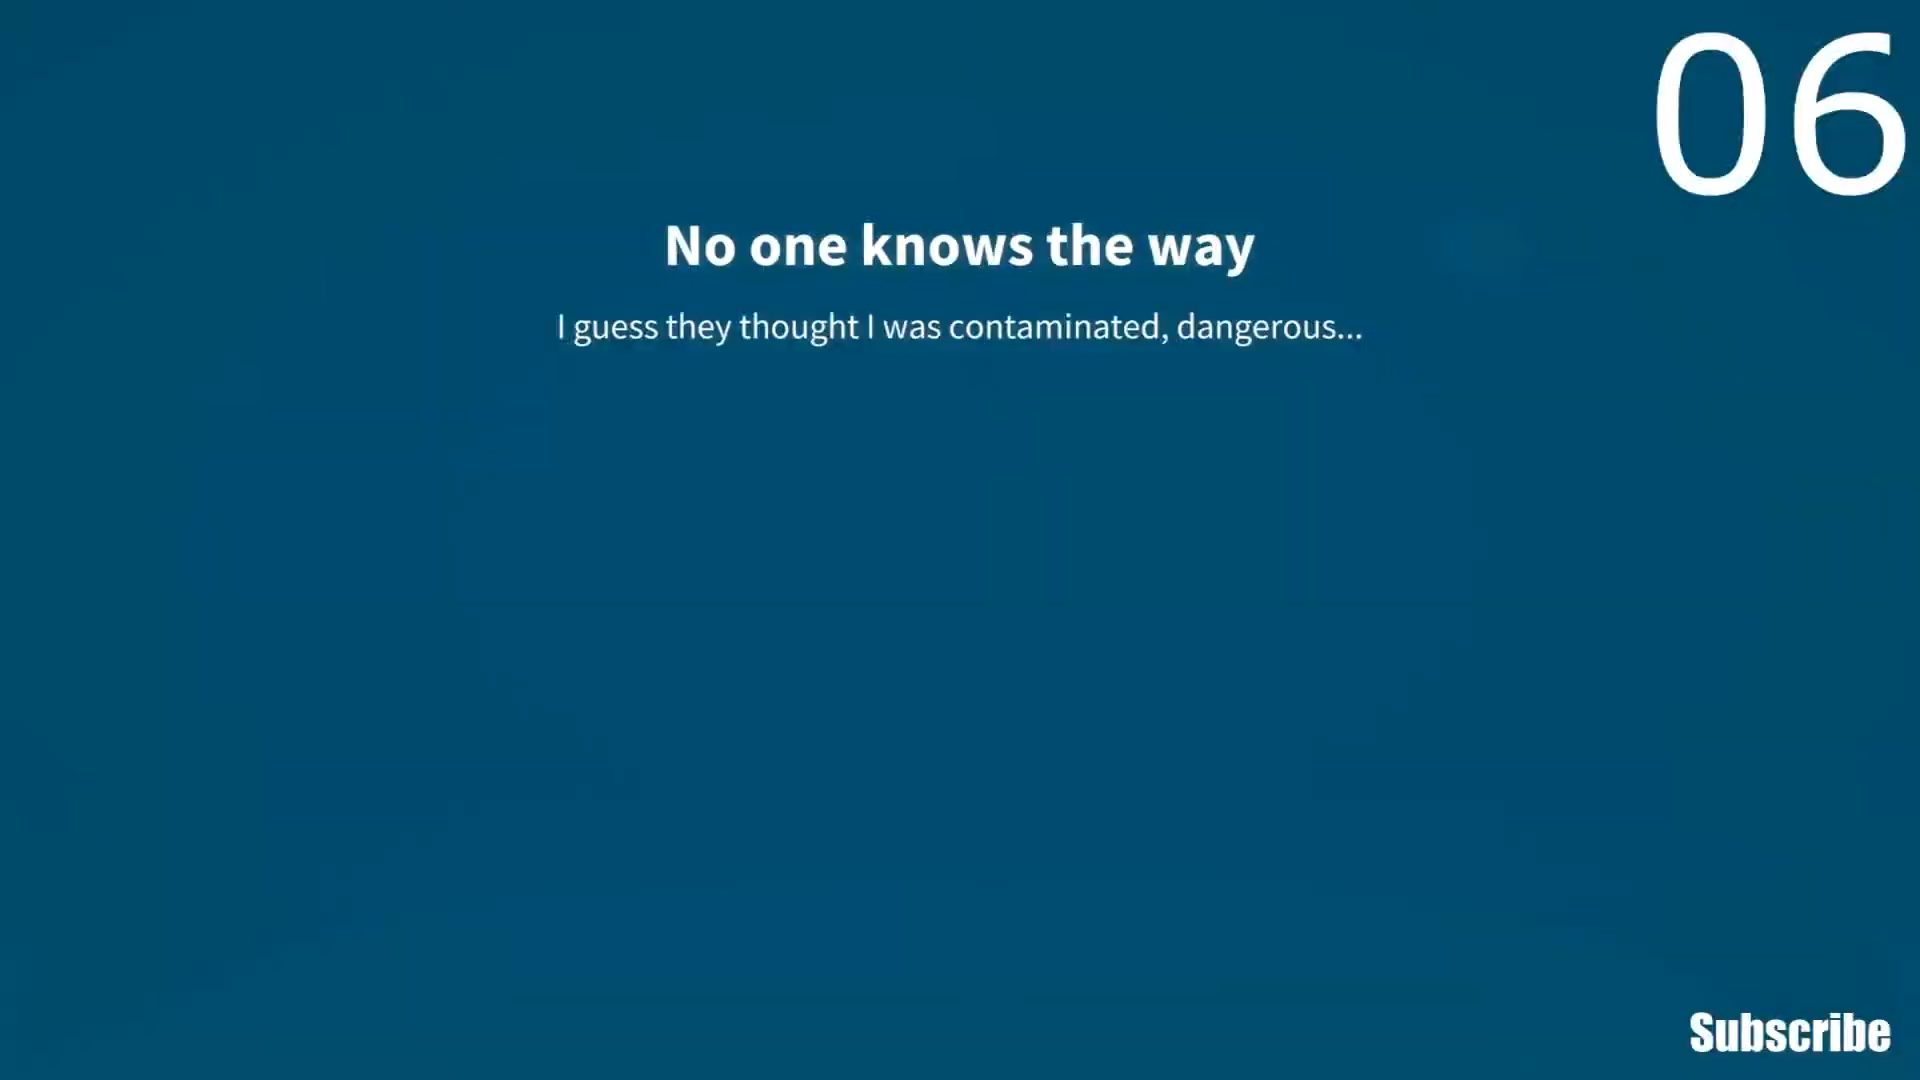 06
No one knows the way
I guess they thought I was contaminated, dangerous...
Subscribe